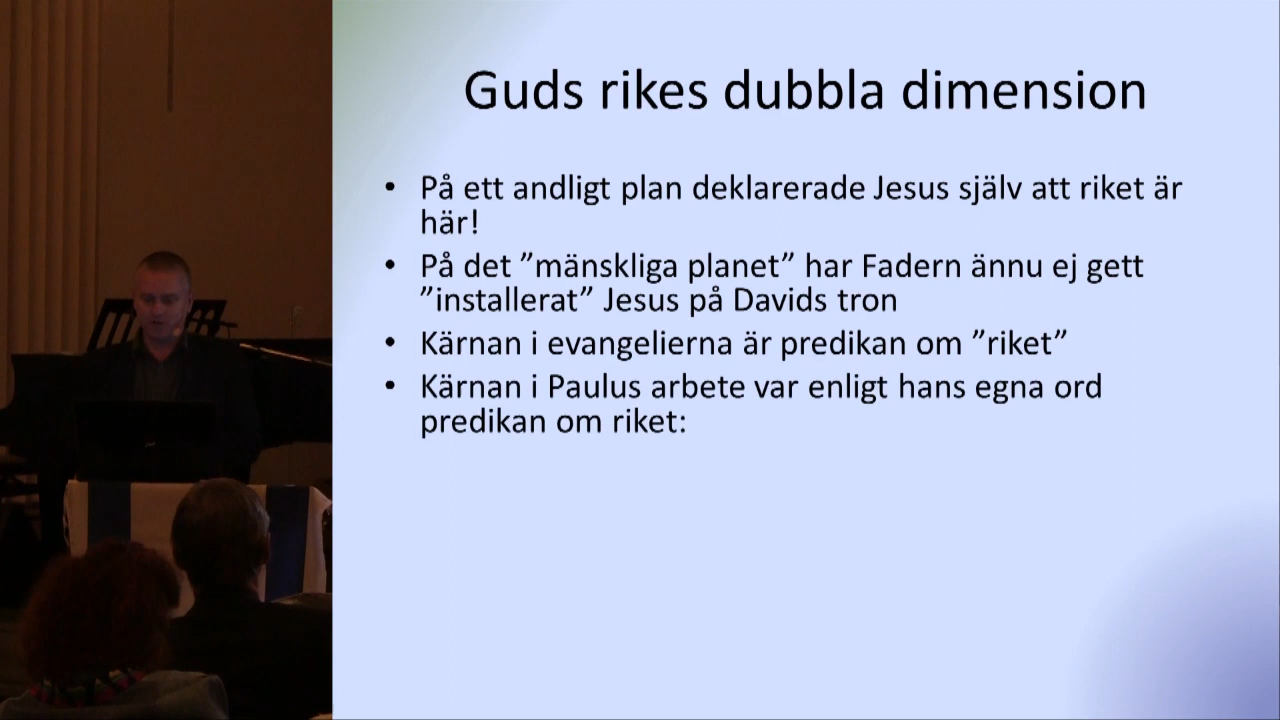 Guds rikes dubbla dimension
• På ett andligt plan deklarerade Jesus själv att riket är
här!
• På det ”mänskliga planet” har Fadern ännu ej gett
”installerat” Jesus på Davids tron
• Kärnan i evangelierna är predikan om ”riket”
• Kärnan i Paulus arbete var enligt hans egna ord
predikan om riket: